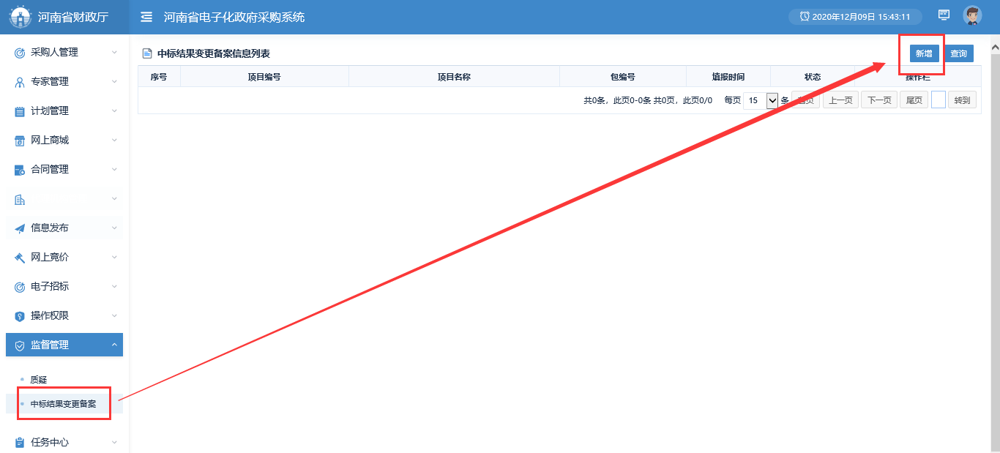 河南省财政厅
河南省电子化政府采购系统
2020年12月09日 15:43:11
采购人管理
专家管理
计划管理
网上商城
合同管理
信息发布
网上竞价
电子招标
操作权限
监督管理
质疑
中标结果变更备案
任务中心
中标结果变更备案信息列表
新增 查询
序号 项目编号 项目名称 包编号 填报时间 状态 操作栏
共0条，此页0-0条 共0页，此页0/0 每页 15 条 首页 上一页 下一页 尾页 转到